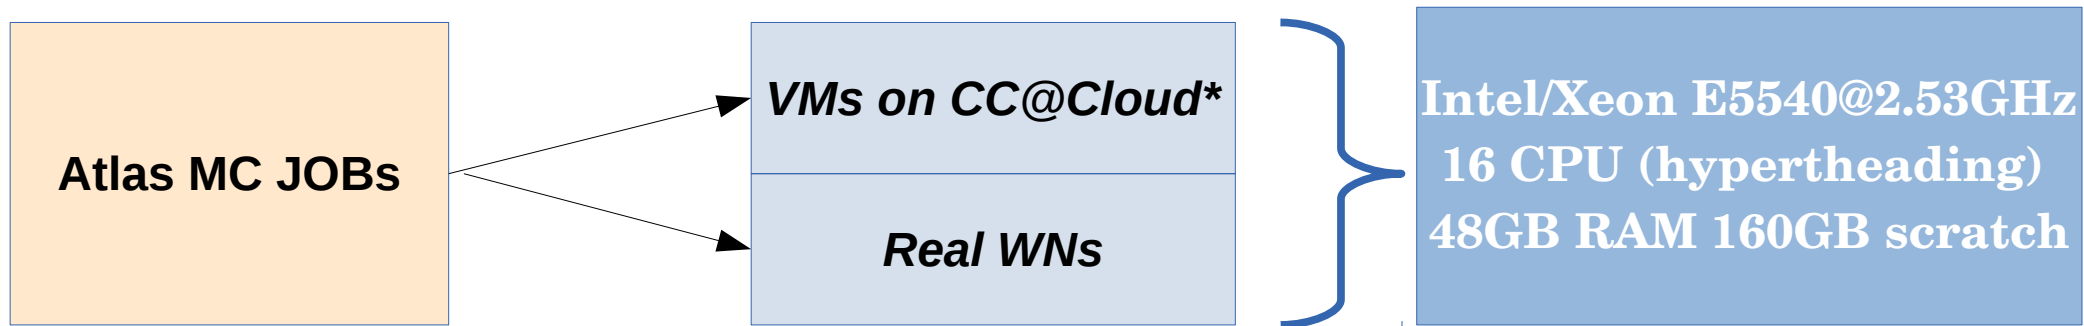 Atlas MC JOBs
VMs on CC@Cloud*
Real WNs
Intel/Xeon E5540@2.53GHz
16 CPU (hypertheading)
48GB RAM 160GB scratch